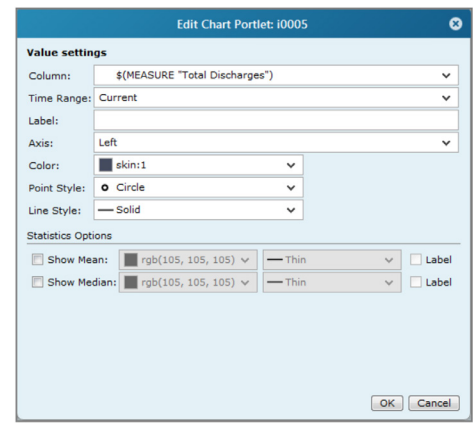 Edit Chart Portlet: i0005
Value settings
Column: $(MEASURE "Total Discharges")
Time Range: Current
Label:
Axis: Left
Color: skin:1
Point Style: Circle
Line Style: Solid
Statistics Options
Show Mean: rgb(105, 105, 105) Thin Label
Show Median: rgb(105, 105, 105) Thin Label
OK Cancel